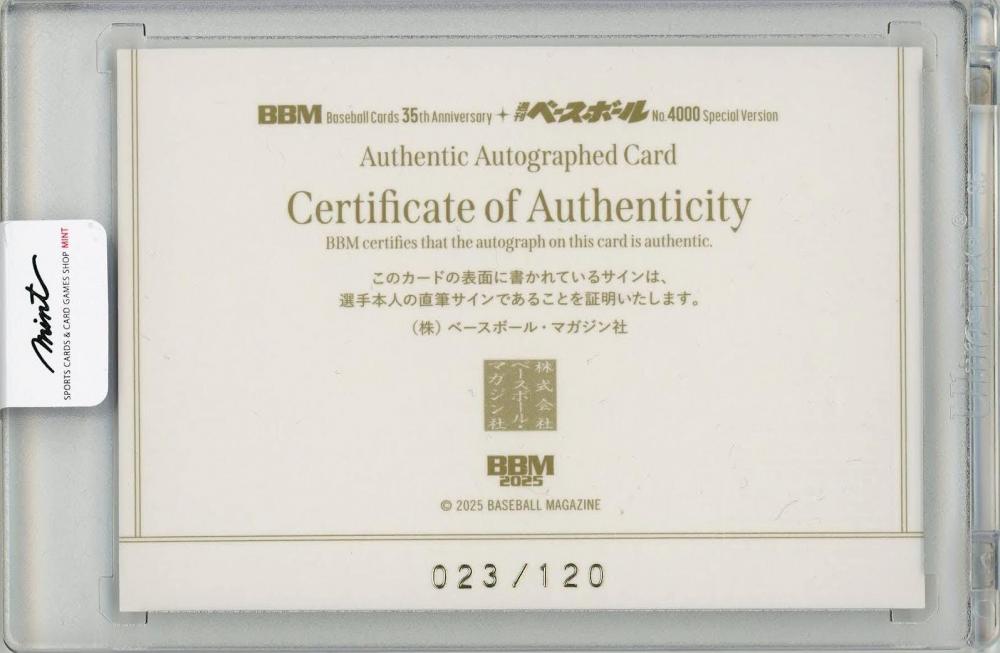 BBM Baseball Cards 35th Anniversary + 週刊ベースボール No.4000 Special Version
Authentic Autographed Card
Certificate of Authenticity
BBM certifies that the autograph on this card is authentic.
このカードの表面に書かれているサインは、
選手本人の直筆サインであることを証明いたします。
(株) ベースボール・マガジン社
株式会社
ベースボール・
マガジン社
BBM
2025
© 2025 BASEBALL MAGAZINE
023/120
mint
SPORTS CARDS & CARD GAMES SHOP MINT